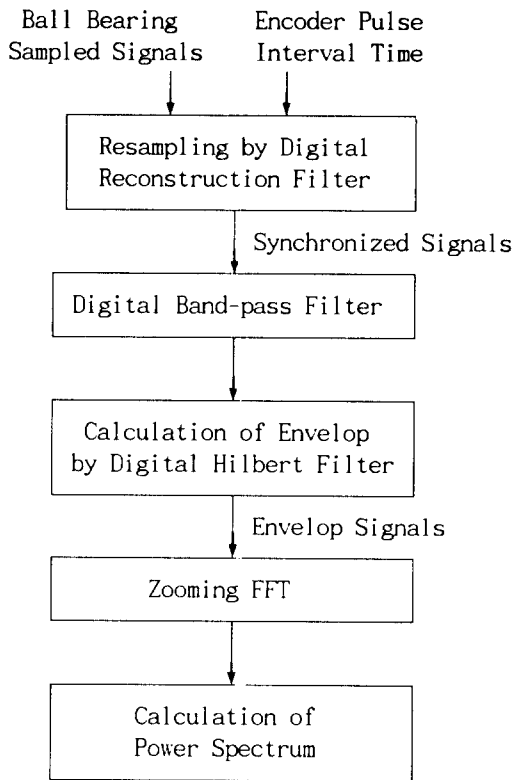 Ball Bearing
Sampled Signals
Encoder Pulse
Interval Time
Resampling by Digital
Reconstruction Filter
Synchronized Signals
Digital Band-pass Filter
Calculation of Envelop
by Digital Hilbert Filter
Envelop Signals
Zooming FFT
Calculation of
Power Spectrum